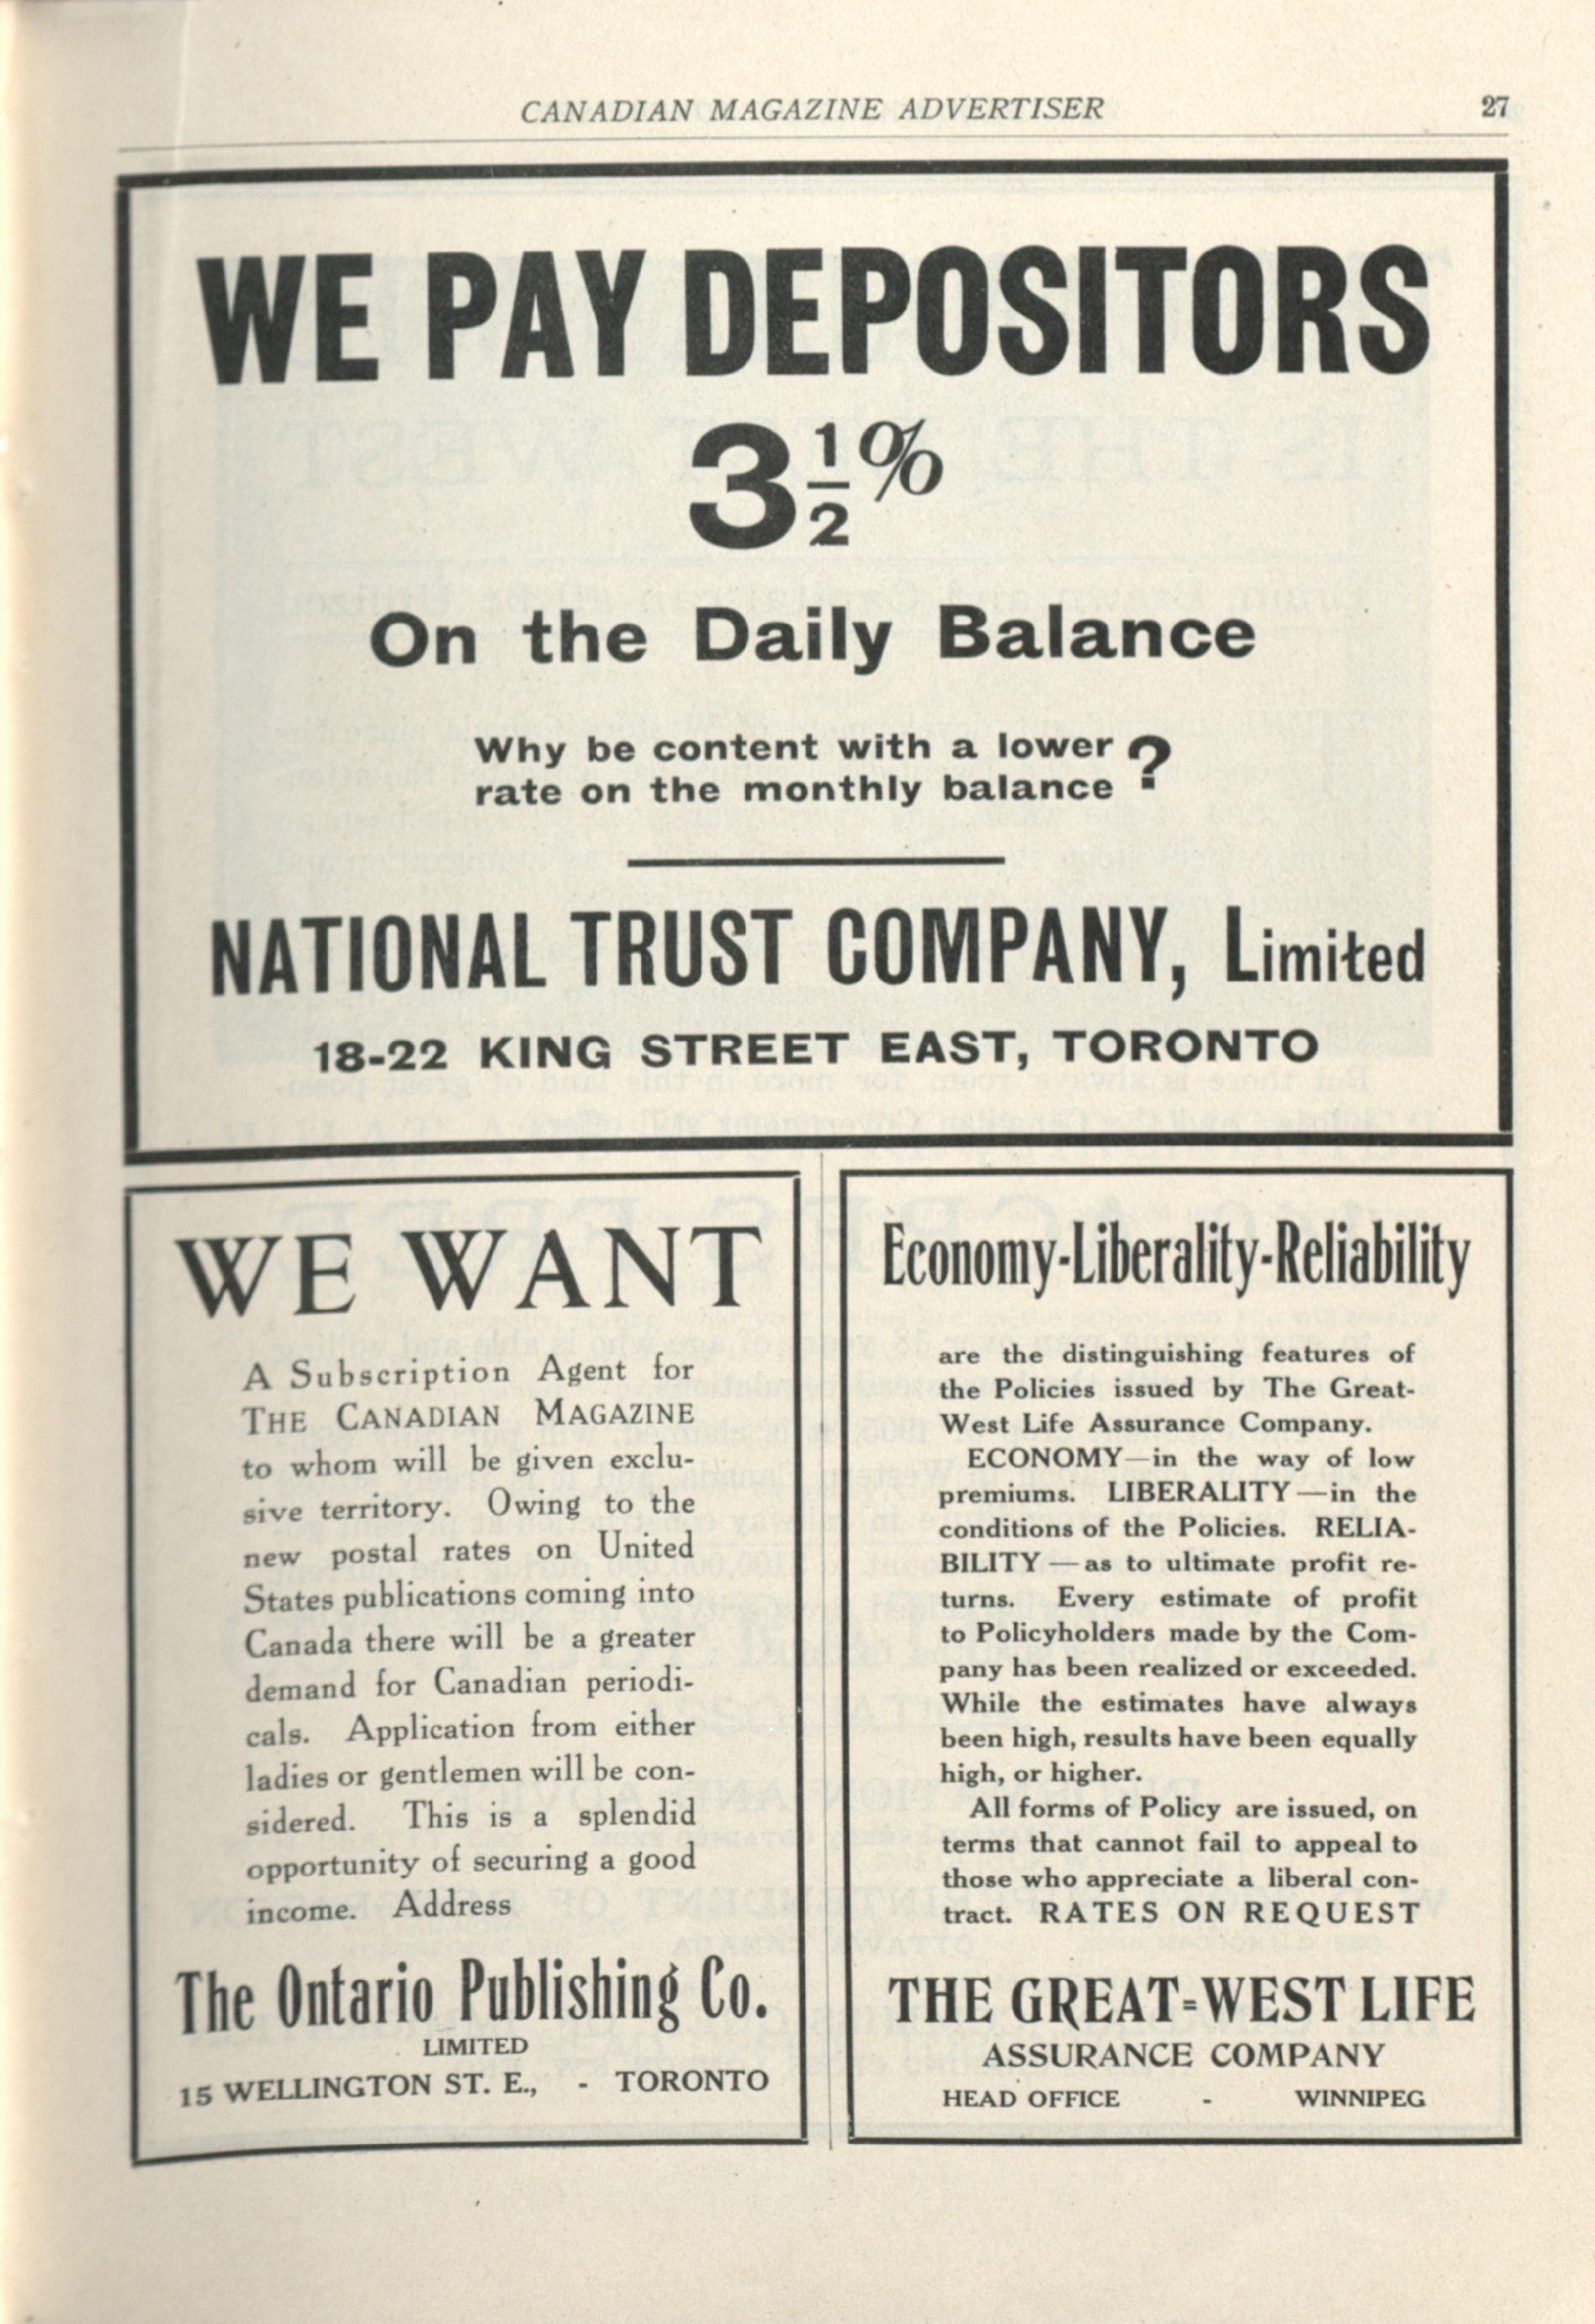 CANADIAN MAGAZINE ADVERTISER 27
WE PAY DEPOSITORS
3½%
On the Daily Balance
Why be content with a lower
rate on the monthly balance ?
NATIONAL TRUST COMPANY, Limited
18-22 KING STREET EAST, TORONTO
WE WANT
A Subscription Agent for
THE CANADIAN MAGAZINE
to whom will be given exclu-
sive territory. Owing to the
new postal rates on United
States publications coming into
Canada there will be a greater
demand for Canadian periodi-
cals. Application from either
ladies or gentlemen will be con-
sidered. This is a splendid
opportunity of securing a good
income. Address
The Ontario Publishing Co.
LIMITED
15 WELLINGTON ST. E., - TORONTO
Economy-Liberality-Reliability
are the distinguishing features of
the Policies issued by The Great-
West Life Assurance Company.
ECONOMY—in the way of low
premiums. LIBERALITY—in the
conditions of the Policies. RELIA-
BILITY—as to ultimate profit re-
turns. Every estimate of profit
to Policyholders made by the Com-
pany has been realized or exceeded.
While the estimates have always
been high, results have been equally
high, or higher.
All forms of Policy are issued, on
terms that cannot fail to appeal to
those who appreciate a liberal con-
tract. RATES ON REQUEST
THE GREAT-WEST LIFE
ASSURANCE COMPANY
HEAD OFFICE - WINNIPEG